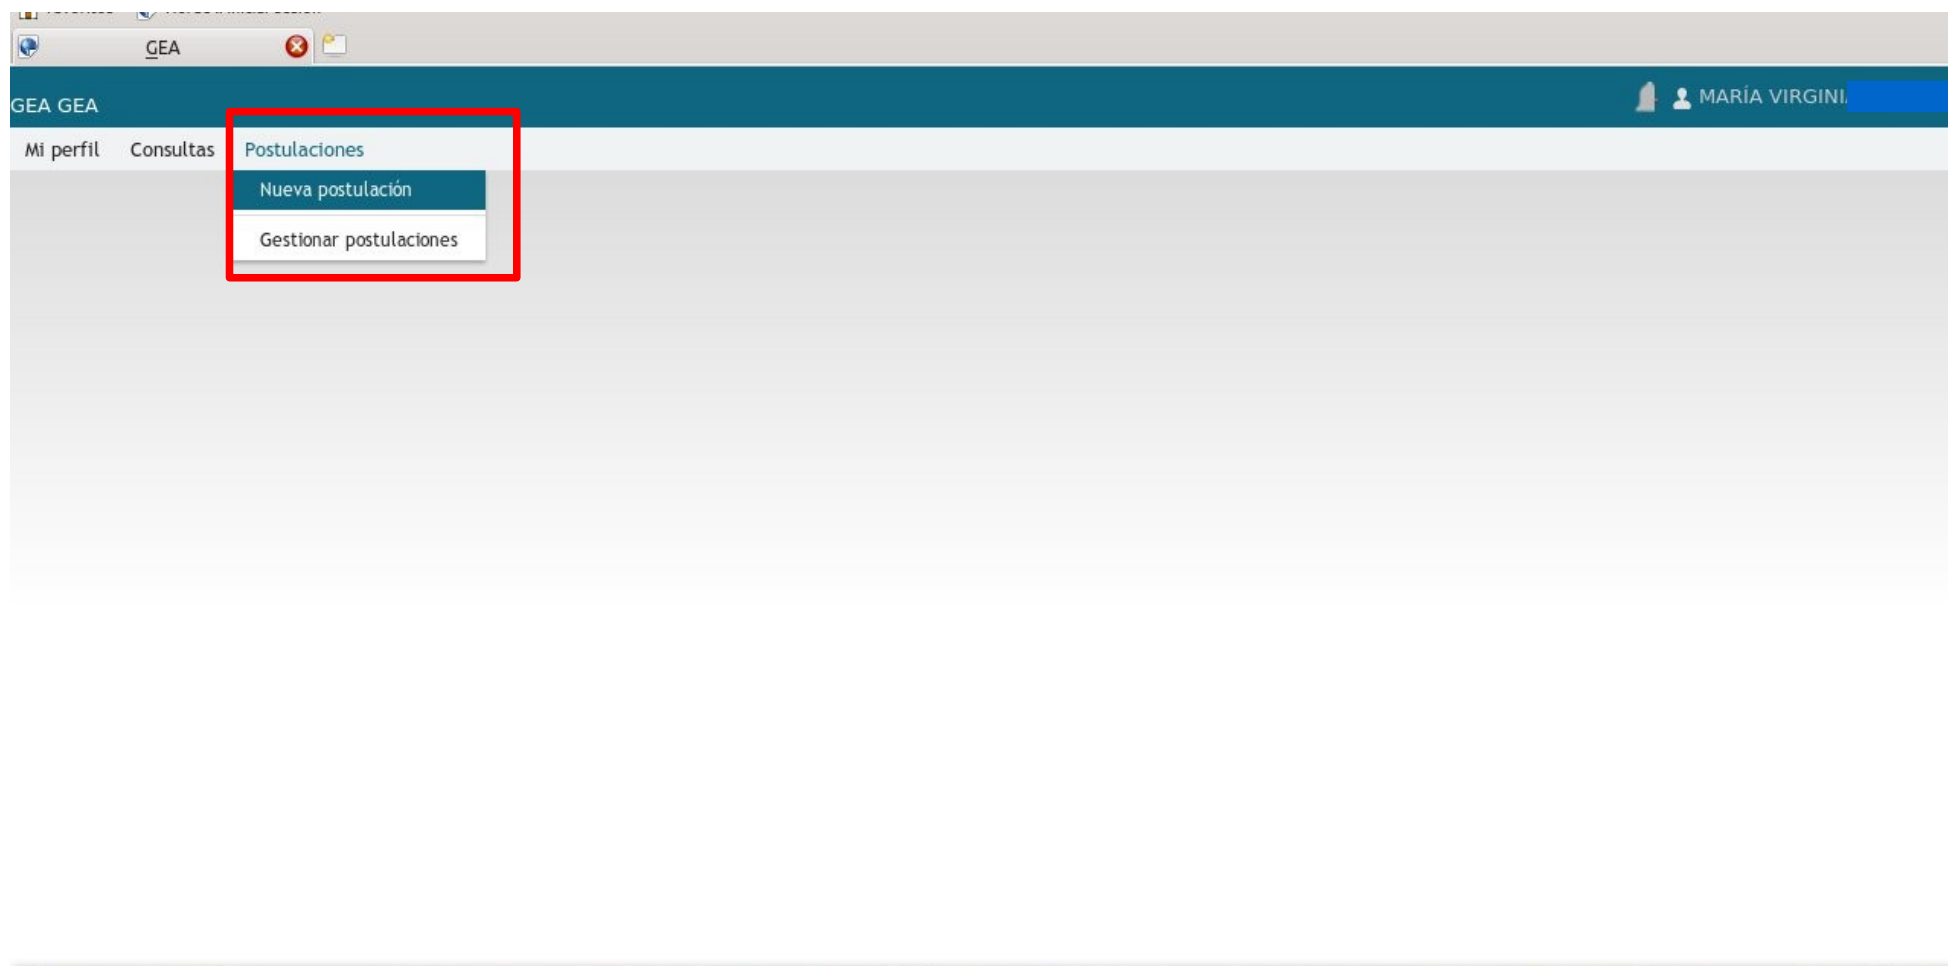 GEA
GEA GEA
MARÍA VIRGINI
Mi perfil Consultas Postulaciones
Nueva postulación
Gestionar postulaciones